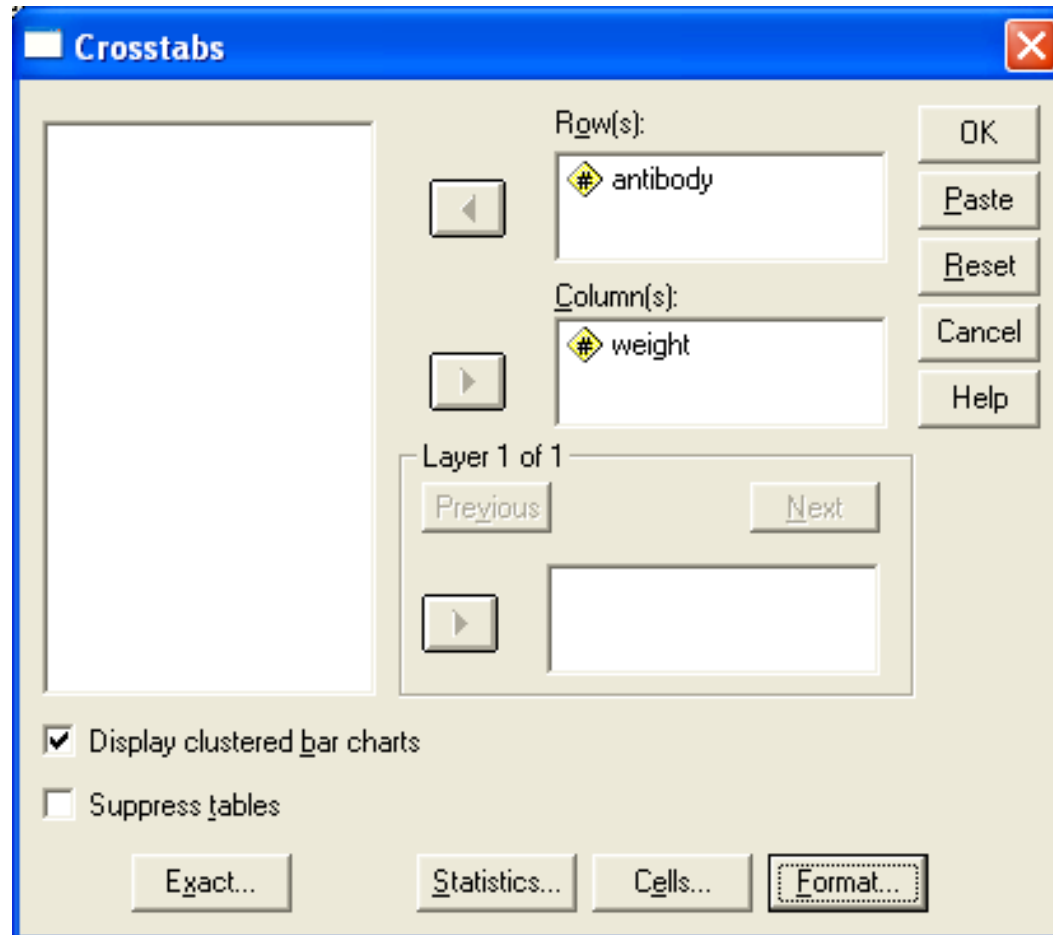 Crosstabs
Row(s):
# antibody
Column(s):
# weight
OK
Paste
Reset
Cancel
Help
Layer 1 of 1
Previous
Next
Display clustered bar charts
Suppress tables
Exact...
Statistics...
Cells...
Format...